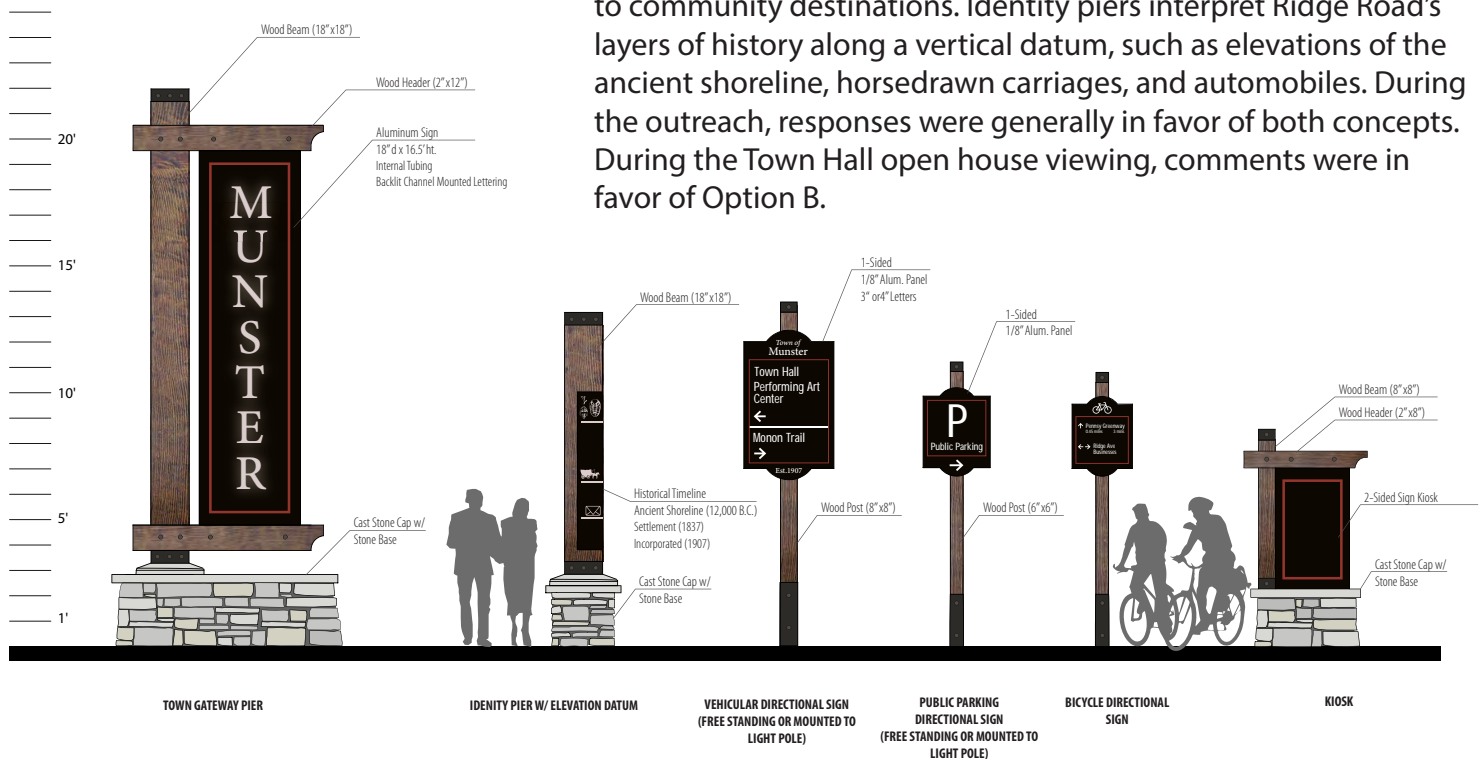 to community destinations. Identity piers interpret Ridge Road's
layers of history along a vertical datum, such as elevations of the
ancient shoreline, horsedrawn carriages, and automobiles. During
the outreach, responses were generally in favor of both concepts.
During the Town Hall open house viewing, comments were in
favor of Option B.
20'
15'
10'
5'
1'
Wood Beam (18"x18")
Wood Header (2"x12")
Aluminum Sign
18"d x 16.5' ht.
Internal Tubing
Backlit Channel Mounted Lettering
M
U
N
S
T
E
R
Cast Stone Cap w/
Stone Base
Wood Beam (18"x18")
Historical Timeline
Ancient Shoreline (12,000 B.C.)
Settlement (1837)
Incorporated (1907)
Cast Stone Cap w/
Stone Base
1-Sided
1/8" Alum. Panel
3" or4" Letters
Town of
Munster
Town Hall
Performing Art
Center
←
Monon Trail
→
Est.1907
Wood Post (8"x8")
1-Sided
1/8" Alum. Panel
P
Public Parking
→
Wood Post (6"x6")
↑ Pennsy Greenway
0.45 miles 3 min.
← → Ridge Ave
Businesses
Wood Beam (8"x8")
Wood Header (2"x8")
2-Sided Sign Kiosk
Cast Stone Cap w/
Stone Base
TOWN GATEWAY PIER
IDENITY PIER W/ ELEVATION DATUM
VEHICULAR DIRECTIONAL SIGN
(FREE STANDING OR MOUNTED TO
LIGHT POLE)
PUBLIC PARKING
DIRECTIONAL SIGN
(FREE STANDING OR MOUNTED TO
LIGHT POLE)
BICYCLE DIRECTIONAL
SIGN
KIOSK